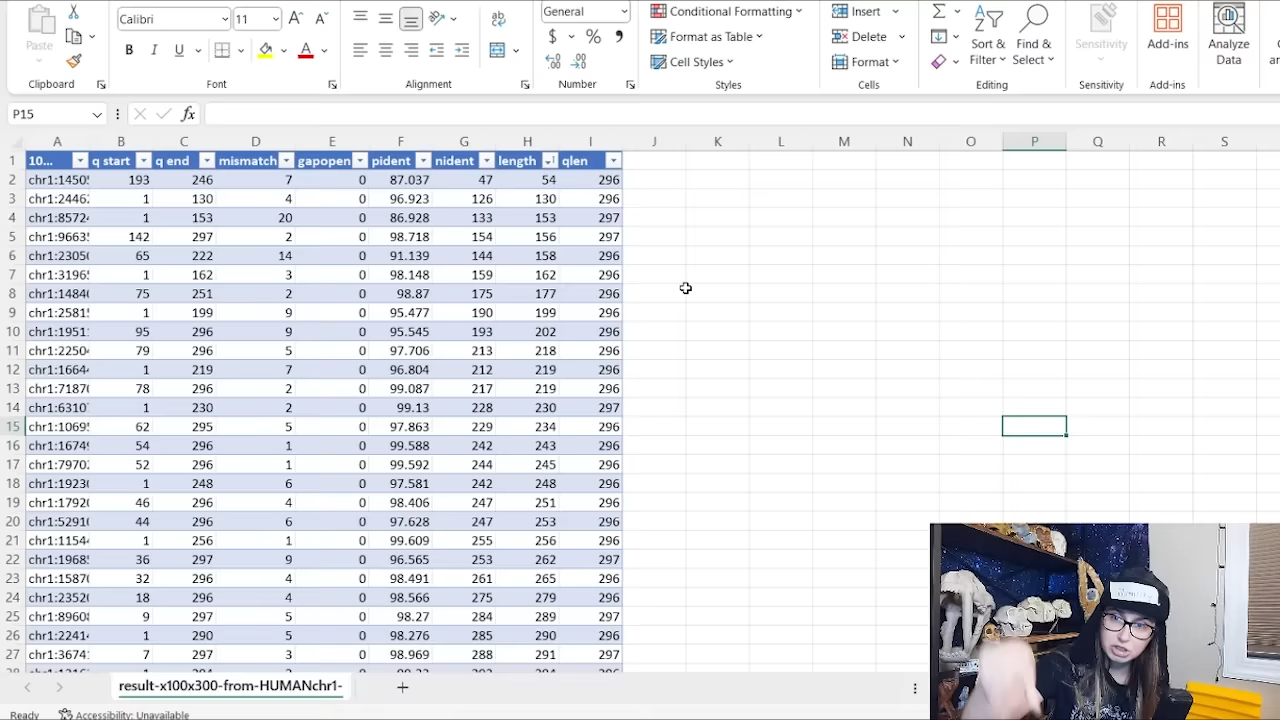 Calibri 11 General Conditional Formatting Insert
Paste B I U $ % Format as Table Delete Sort & Filter Find & Select Sensitivity Add-ins Analyze Data
Cell Styles Format
Clipboard Font Alignment Number Styles Cells Editing Sensitivity Add-ins
P15 fx
A B C D E F G H I J K L M N O P Q R S
1 10... q start q end mismatch gapopen pident nident length qlen
2 chr1:1450 193 246 7 0 87.037 47 54 296
3 chr1:2446 1 130 4 0 96.923 126 130 296
4 chr1:8572 1 153 20 0 86.928 133 153 297
5 chr1:9663 142 297 2 0 98.718 154 156 297
6 chr1:2305 65 222 14 0 91.139 144 158 296
7 chr1:3196 1 162 3 0 98.148 159 162 296
8 chr1:1484 75 251 2 0 98.87 175 177 296
9 chr1:2581 1 199 9 0 95.477 190 199 296
10 chr1:1951 95 296 9 0 95.545 193 202 296
11 chr1:2250 79 296 5 0 97.706 213 218 296
12 chr1:1664 1 219 7 0 96.804 212 219 296
13 chr1:7187 78 296 2 0 99.087 217 219 296
14 chr1:6310 1 230 2 0 99.13 228 230 297
15 chr1:1069 62 295 5 0 97.863 229 234 296
16 chr1:1674 54 296 1 0 99.588 242 243 296
17 chr1:7970 52 296 1 0 99.592 244 245 296
18 chr1:1923 1 248 6 0 97.581 242 248 296
19 chr1:1792 46 296 4 0 98.406 247 251 296
20 chr1:5291 44 296 6 0 97.628 247 253 296
21 chr1:1154 1 256 1 0 99.609 255 256 296
22 chr1:1968 36 297 9 0 96.565 253 262 297
23 chr1:1587 32 296 4 0 98.491 261 265 296
24 chr1:2352 18 296 4 0 98.566 275 279 296
25 chr1:8960 9 297 5 0 98.27 284 289 297
26 chr1:2241 1 290 5 0 98.276 285 290 296
27 chr1:3674 7 297 3 0 98.969 288 291 297
result-x100x300-from-HUMANchr1-
Ready Accessibility: Unavailable